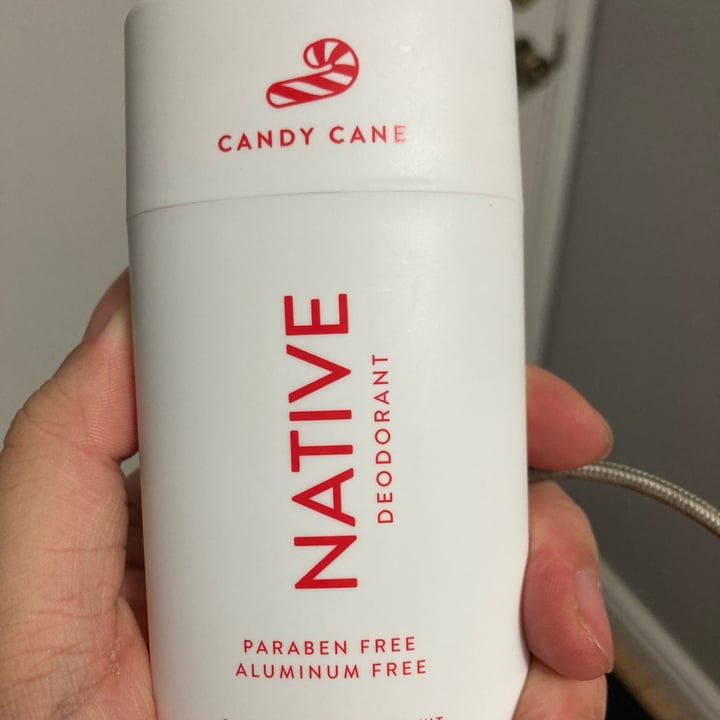 CANDY CANE
NATIVE
DEODORANT
PARABEN FREE
ALUMINUM FREE